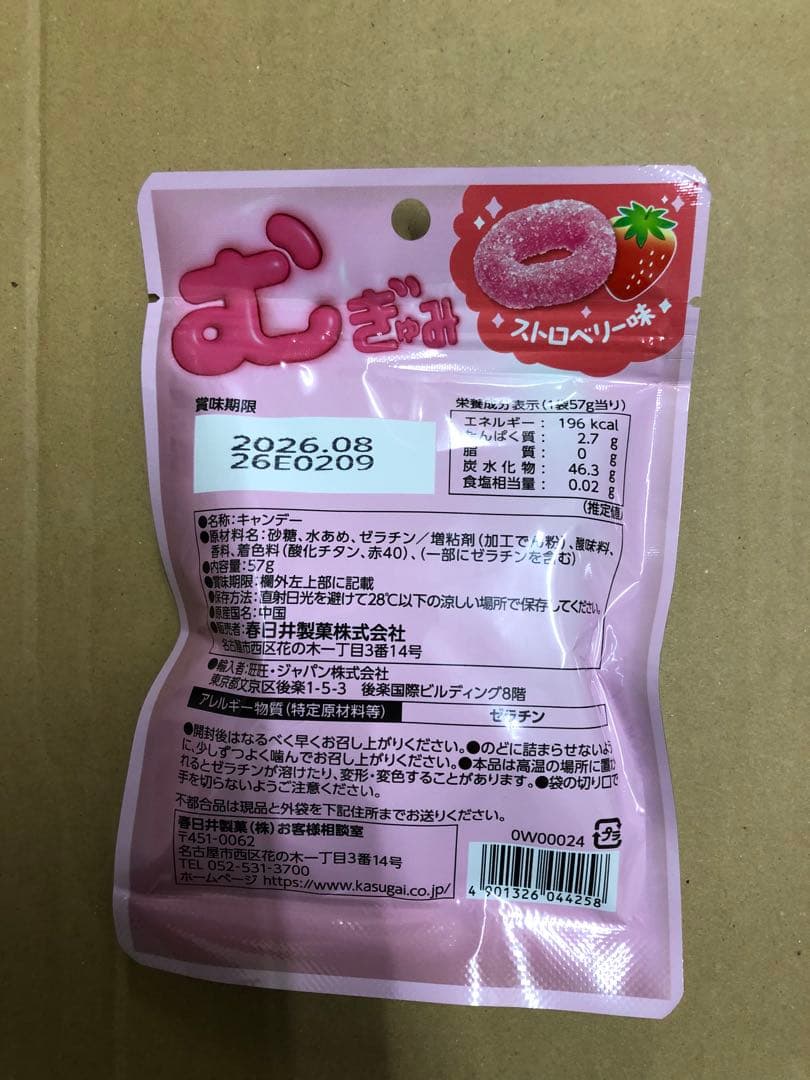 むぎゅみ
ストロベリー味
賞味期限
2026.08
26E0209
栄養成分表示(1袋57g当り)
エネルギー: 196 kcal
たんぱく質: 2.7 g
脂質: 0 g
炭水化物: 46.3 g
食塩相当量: 0.02 g
(推定値)
●名称:キャンデー
●原材料名:砂糖、水あめ、ゼラチン/増粘剤(加工でん粉)、酸味料、
香料、着色料(酸化チタン、赤40)、(一部にゼラチンを含む)
●内容量:57g
●賞味期限:欄外左上部に記載
●保存方法:直射日光を避けて28℃以下の涼しい場所で保存してください。
●原産国名:中国
●販売者:春日井製菓株式会社
名古屋市西区花の木一丁目3番14号
●輸入者:旺旺・ジャパン株式会社
東京都文京区後楽1-5-3 後楽国際ビルディング8階
アレルギー物質(特定原材料等) ゼラチン
●開封後はなるべく早くお召し上がりください。●のどに詰まらせないよう
に、少しずつよく噛んでお召し上がりください。●本品は高温の場所に置か
れるとゼラチンが溶けたり、変形・変色することがあります。●袋の切り口で
手を切らないようご注意ください。
不都合品は現品と外袋を下記住所までお送りください。
春日井製菓(株)お客様相談室
〒451-0062
名古屋市西区花の木一丁目3番14号
TEL 052-531-3700
ホームページ https://www.kasugai.co.jp/
0W00024
プラ
4 901326 044258